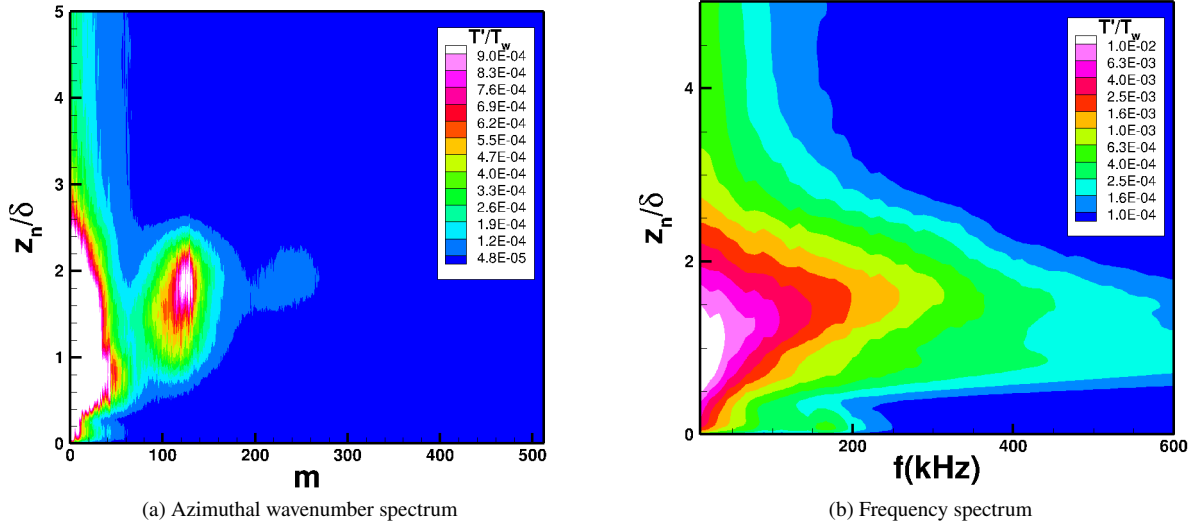 5
4
3
2
1
0
z_n/δ
0
100
200
300
400
500
m
T'/T_w
9.0E-04
8.3E-04
7.6E-04
6.9E-04
6.2E-04
5.5E-04
4.7E-04
4.0E-04
3.3E-04
2.6E-04
1.9E-04
1.2E-04
4.8E-05
(a) Azimuthal wavenumber spectrum
4
2
0
z_n/δ
200
400
600
f(kHz)
T'/T_w
1.0E-02
6.3E-03
4.0E-03
2.5E-03
1.6E-03
1.0E-03
6.3E-04
4.0E-04
2.5E-04
1.6E-04
1.0E-04
(b) Frequency spectrum